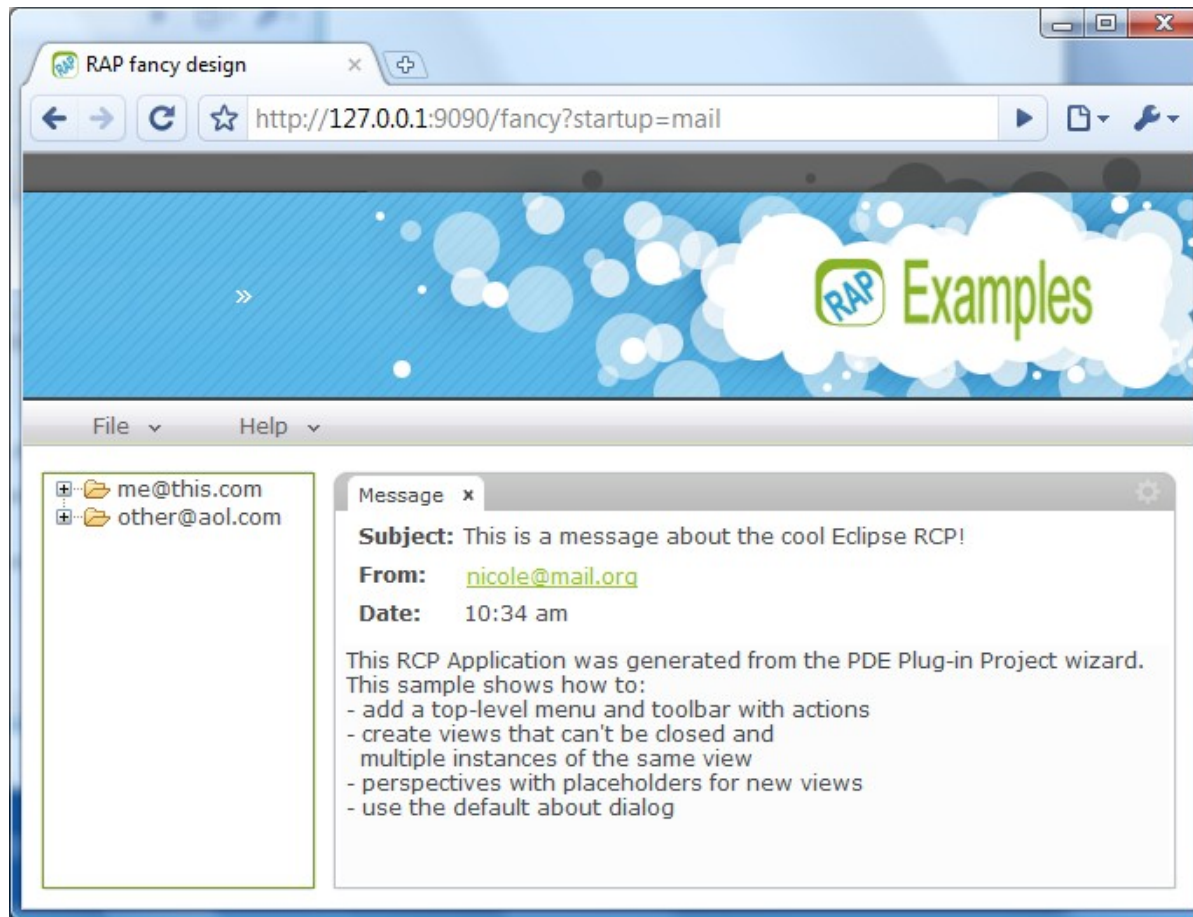 RAP fancy design
http://127.0.0.1:9090/fancy?startup=mail
»
RAP Examples
File Help
me@this.com
other@aol.com
Message x
Subject: This is a message about the cool Eclipse RCP!
From: nicole@mail.org
Date: 10:34 am
This RCP Application was generated from the PDE Plug-in Project wizard.
This sample shows how to:
- add a top-level menu and toolbar with actions
- create views that can't be closed and
multiple instances of the same view
- perspectives with placeholders for new views
- use the default about dialog